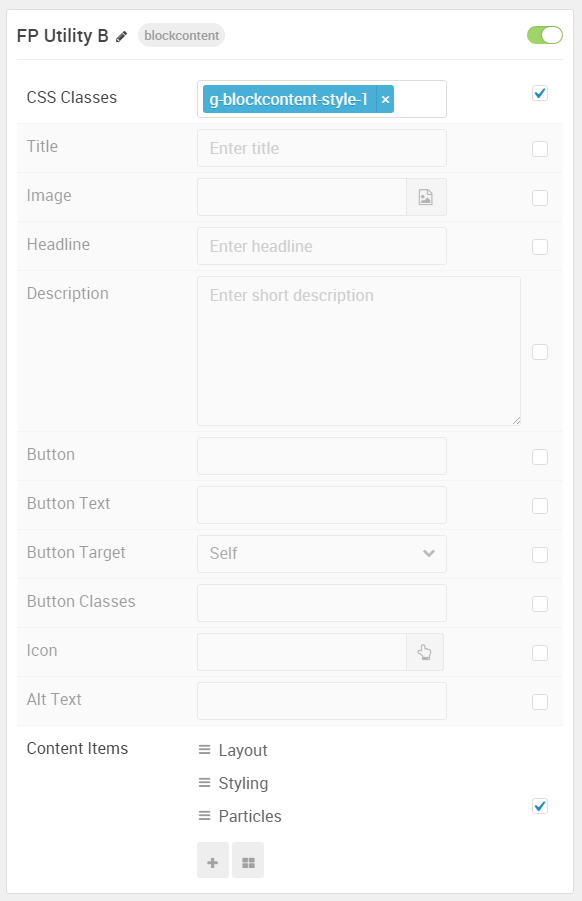 FP Utility B blockcontent
CSS Classes g-blockcontent-style-1 ×
Title Enter title
Image
Headline Enter headline
Description Enter short description
Button
Button Text
Button Target Self
Button Classes
Icon
Alt Text
Content Items Layout
Styling
Particles